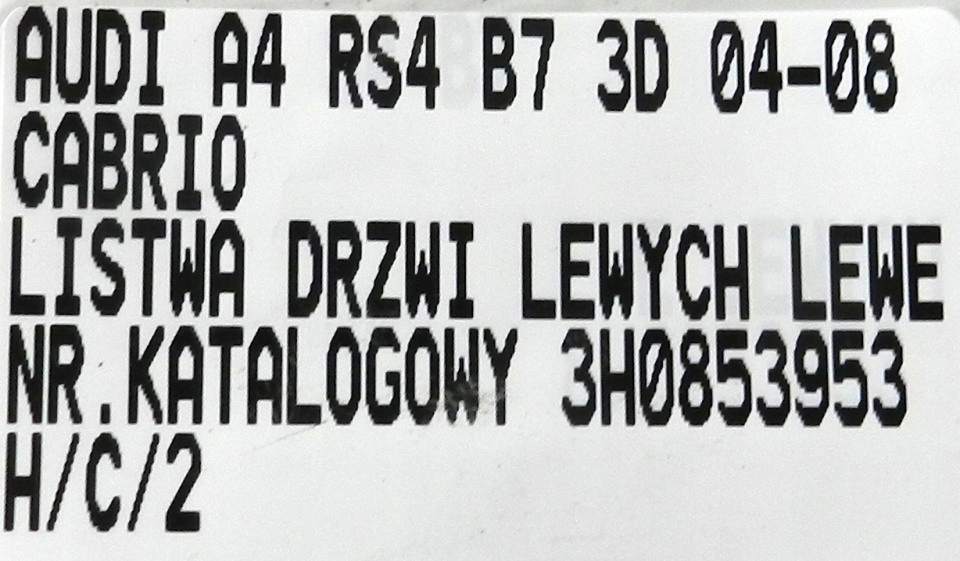 AUDI A4 RS4 B7 3D 04-08
CABRIO
LISTWA DRZWI LEWYCH LEWE
NR.KATALOGOWY 3H0853953
H/C/2